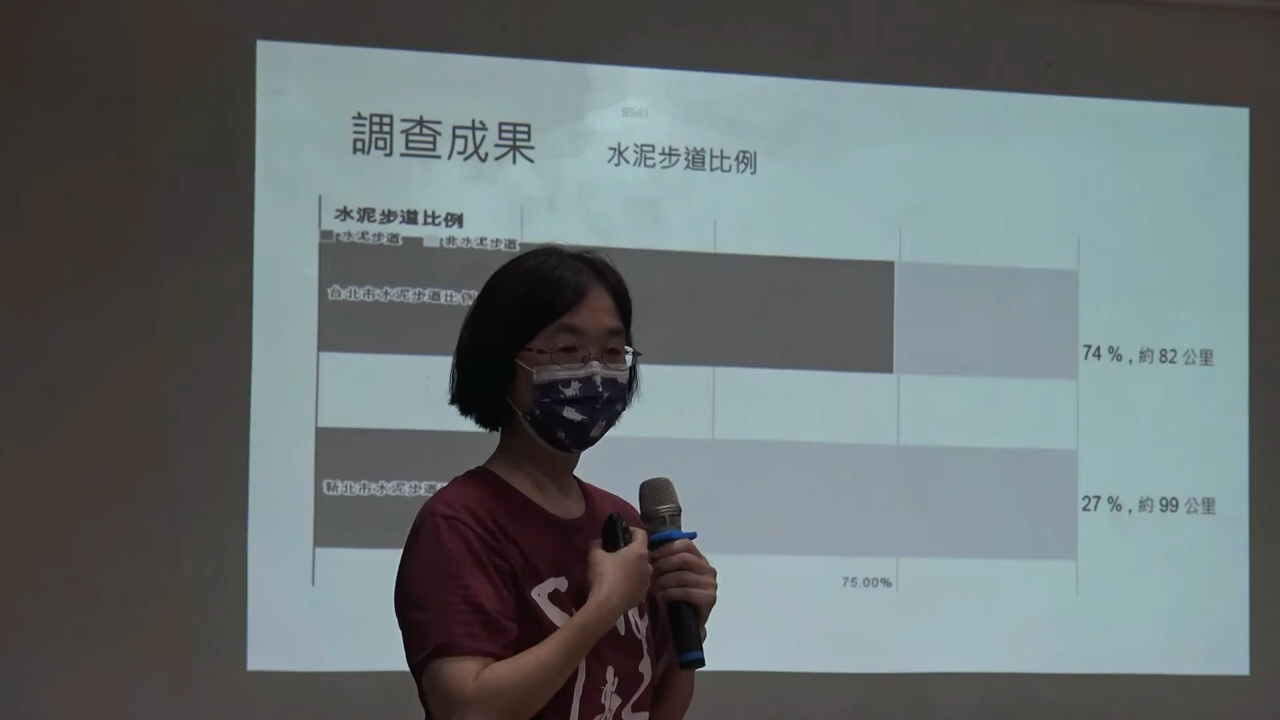 調查成果
水泥步道比例
水泥步道比例
水泥步道 非水泥步道
台北市水泥步道比例
74 % , 約 82 公里
新北市水泥步道
27 % , 約 99 公里
75.00%